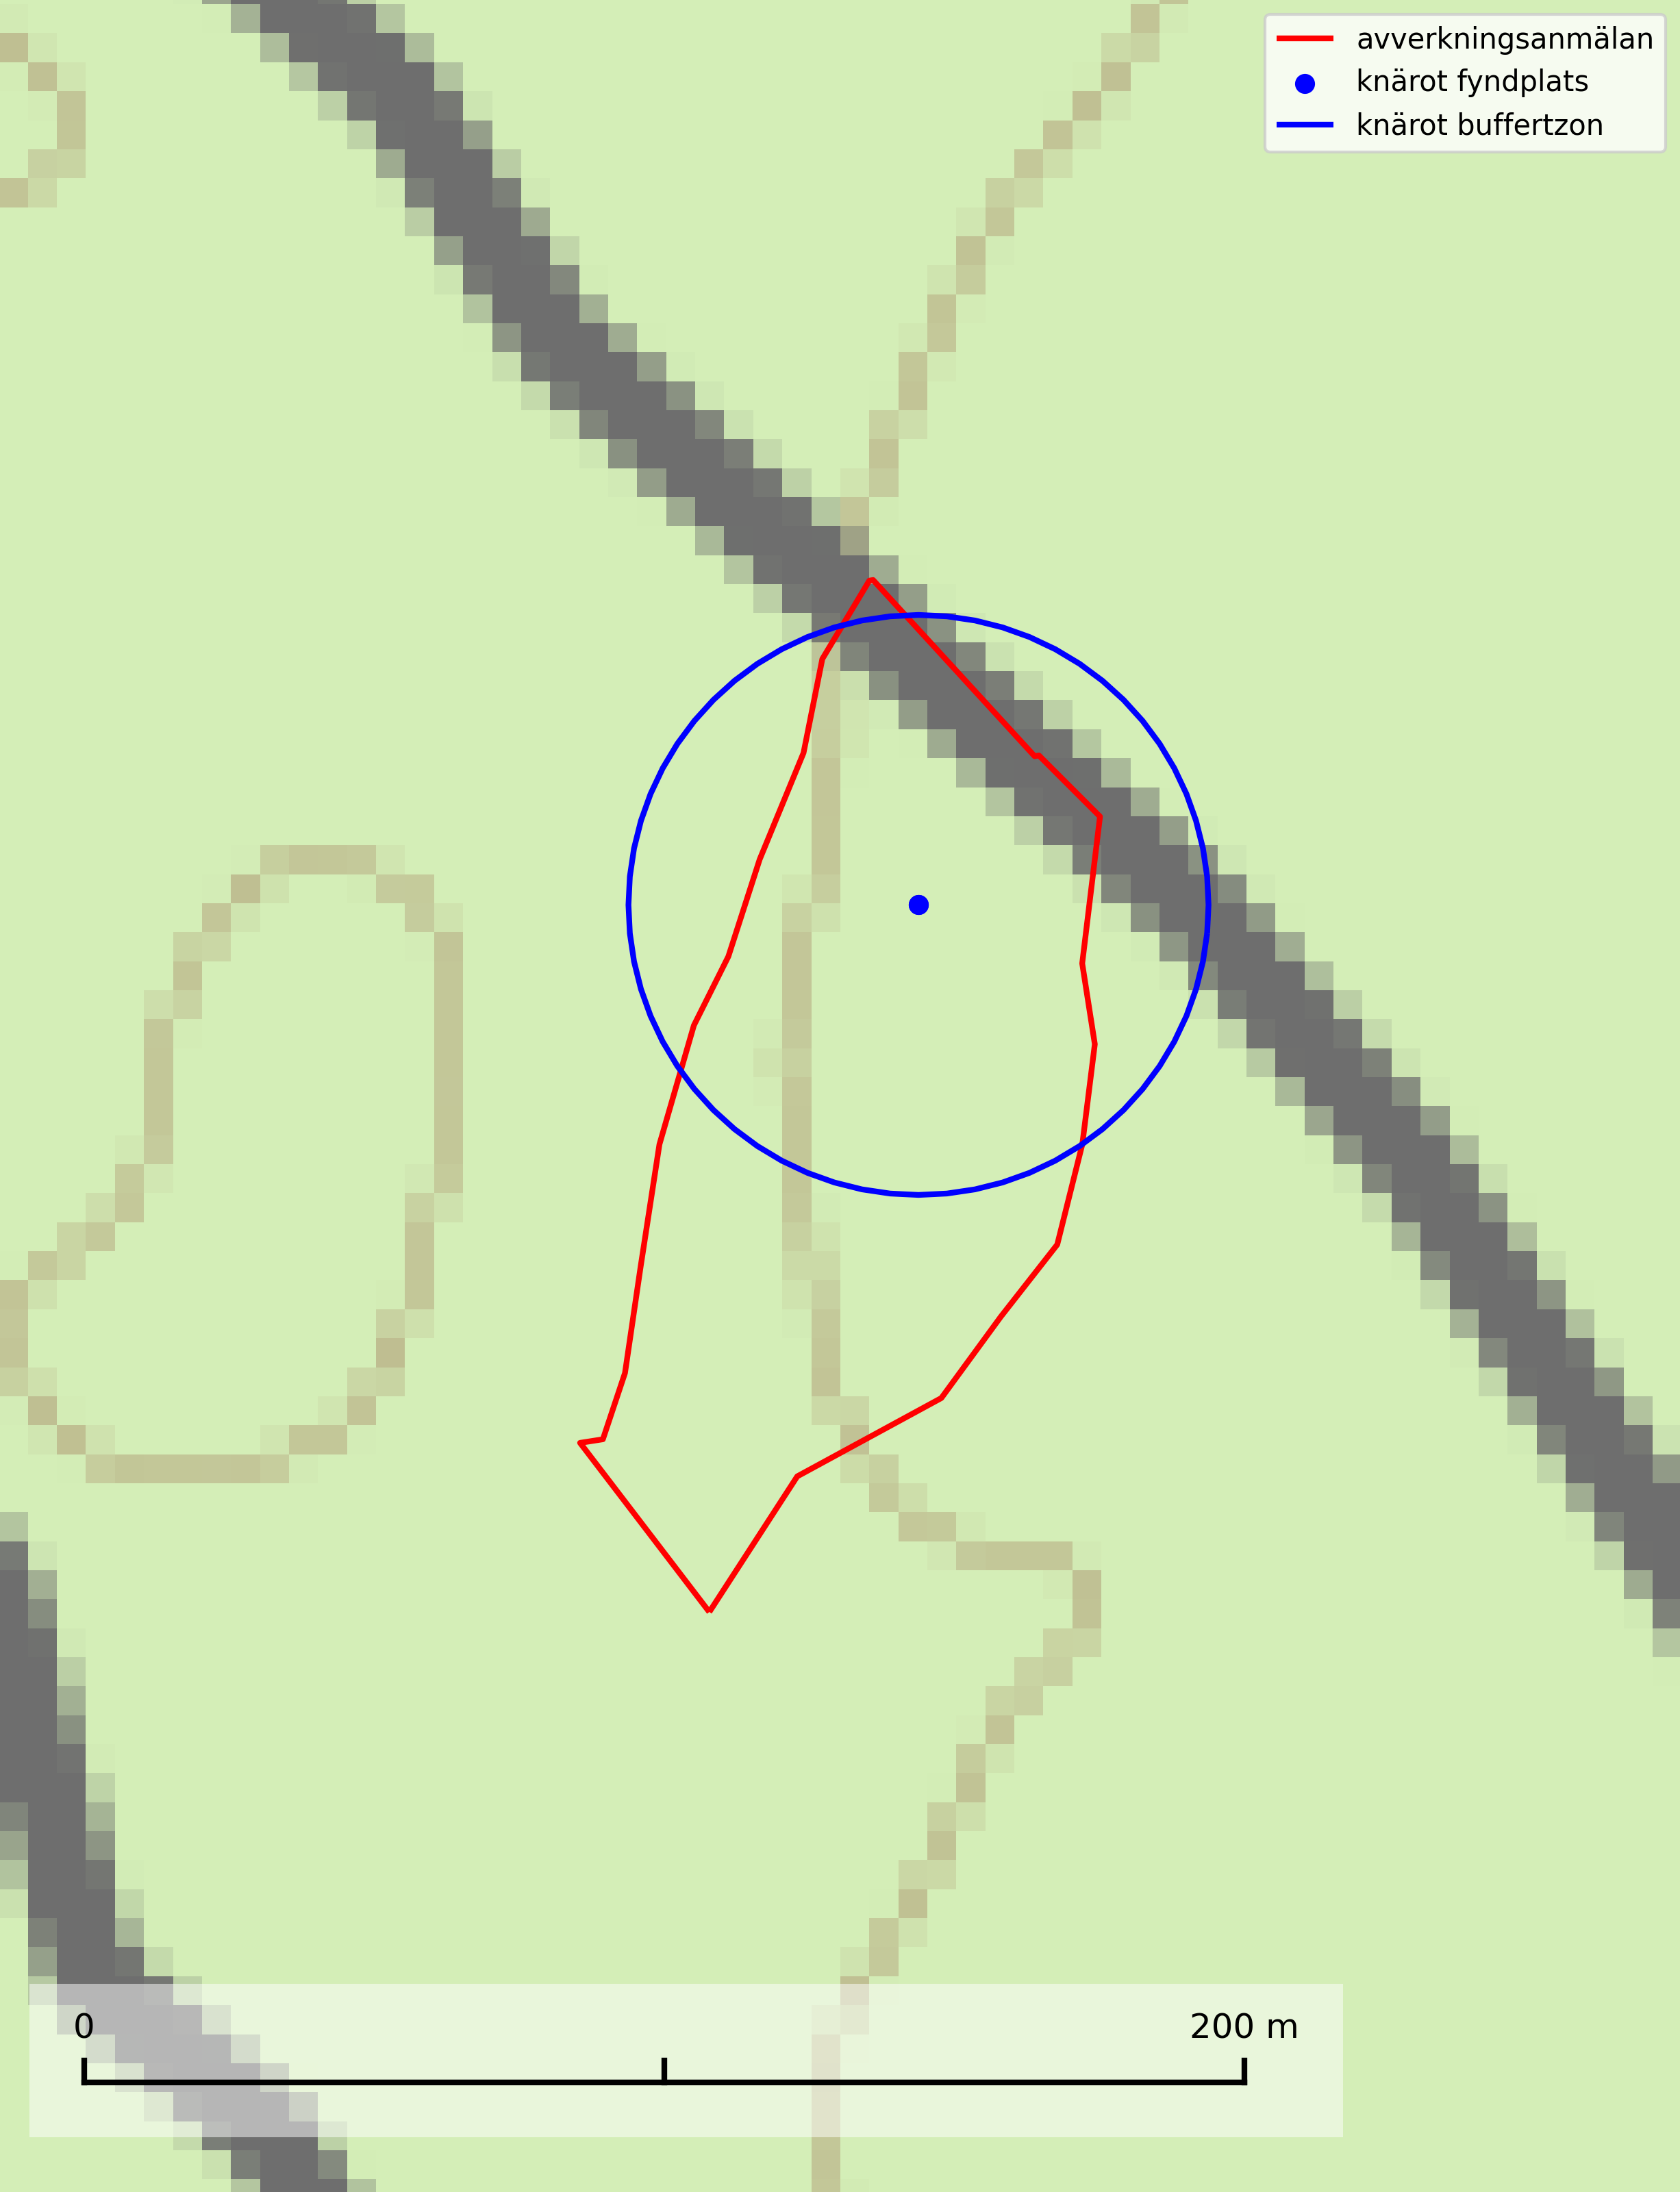 avverkningsanmälan
knärot fyndplats
knärot buffertzon
0
200 m